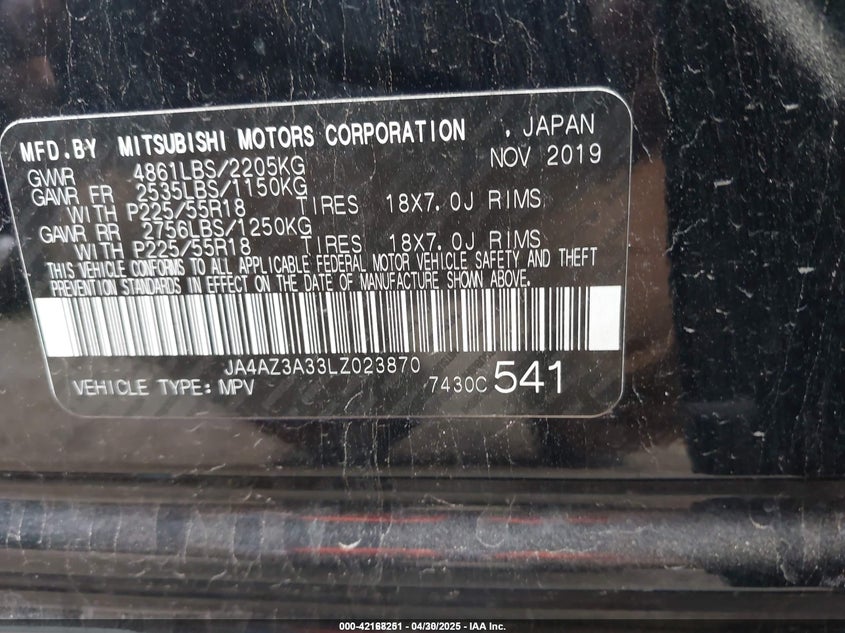 MFD.BY MITSUBISHI MOTORS CORPORATION , JAPAN
GVWR 4861LBS/2205KG NOV 2019
GAWR FR 2535LBS/1150KG
WITH P225/55R18 TIRES 18X7.0J RIMS
GAWR RR 2756LBS/1250KG
WITH P225/55R18 TIRES 18X7.0J RIMS
THIS VEHICLE CONFORMS TO ALL APPLICABLE FEDERAL MOTOR VEHICLE SAFETY AND THEFT
PREVENTION STANDARDS IN EFFECT ON THE DATE OF MANUFACTURE SHOWN ABOVE.
JA4AZ3A33LZ023870
VEHICLE TYPE: MPV 7430C 541
04/30/2025 - IAA Inc.